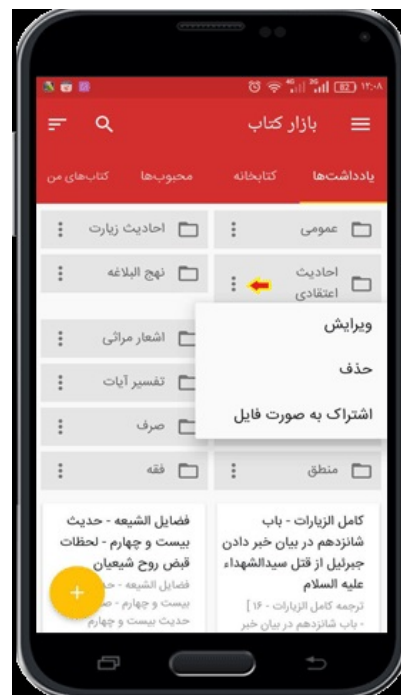 82 ۱۲:۰۸
بازار کتاب
یادداشت‌ها کتابخانه محبوب‌ها کتاب‌های من
عمومی
احادیث زیارت
احادیث
اعتقادی
نهج البلاغه
ویرایش
حذف
اشتراک به صورت فایل
اشعار مراثی
تفسیر آیات
صرف
منطق
فقه
کامل الزیارات - باب
شانزدهم در بیان خبر دادن
جبرئیل از قتل سیدالشهداء
علیه السلام
ترجمه کامل الزیارات - ۱۶ ]
- باب شانزدهم در بیان خبر
فضایل الشیعه - حدیث
بیست و چهارم - لحظات
قبض روح شیعیان
فضایل الشیعه -
بیست و چهارم -
حدیث بیست و چهارم